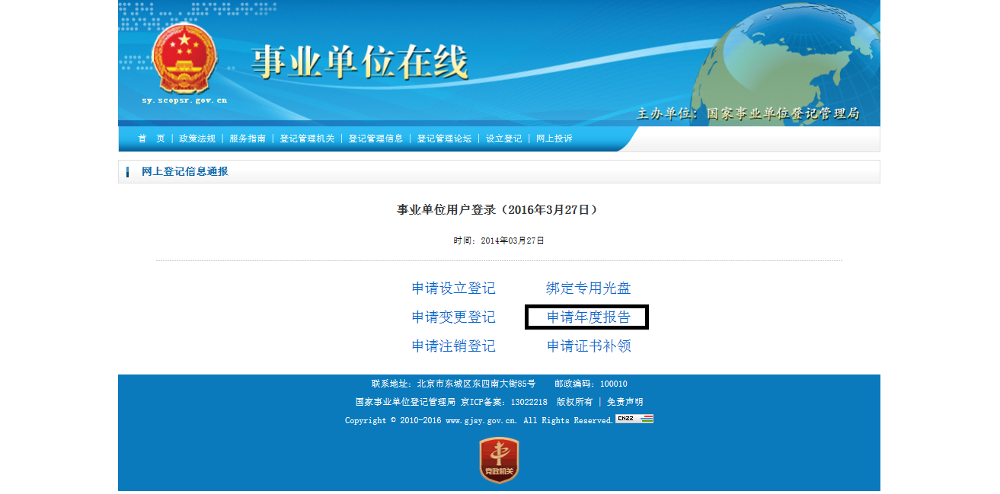 事业单位在线
sy.scopsr.gov.cn
主办单位：国家事业单位登记管理局
首　页 | 政策法规 | 服务指南 | 登记管理机关 | 登记管理信息 | 登记管理论坛 | 设立登记 | 网上投诉
网上登记信息通报
事业单位用户登录（2016年3月27日）
时间：2014年03月27日
申请设立登记　绑定专用光盘
申请变更登记　申请年度报告
申请注销登记　申请证书补领
联系地址：北京市东城区东四南大街85号　邮政编码：100010
国家事业单位登记管理局 京ICP备案：13022218　版权所有 | 免责声明
Copyright © 2010-2016 www.gjsy.gov.cn. All Rights Reserved. CNZZ
党政机关